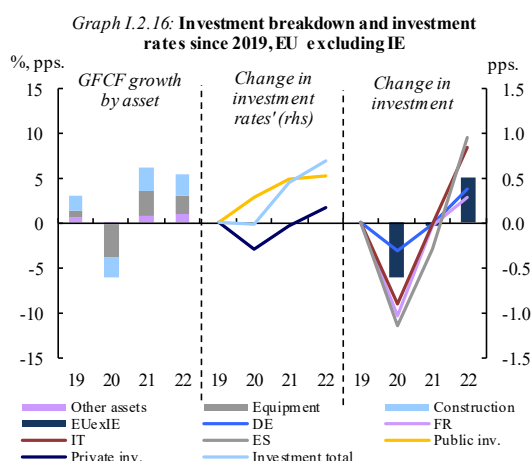 Graph I.2.16: Investment breakdown and investment
rates since 2019, EU excluding IE
%, pps.
pps.
GFCF growth
by asset
Change in
investment
rates' (rhs)
Change in
investment
15
10
5
0
-5
-10
-15
1.5
1.0
0.5
0.0
-0.5
-1.0
-1.5
19 20 21 22 19 20 21 22 19 20 21 22
Other assets Equipment Construction
EUexIE DE FR
IT ES Public inv.
Private inv. Investment total